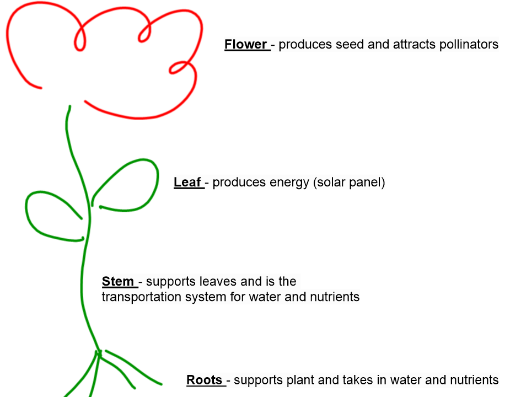 Flower - produces seed and attracts pollinators
Leaf - produces energy (solar panel)
Stem - supports leaves and is the
transportation system for water and nutrients
Roots - supports plant and takes in water and nutrients